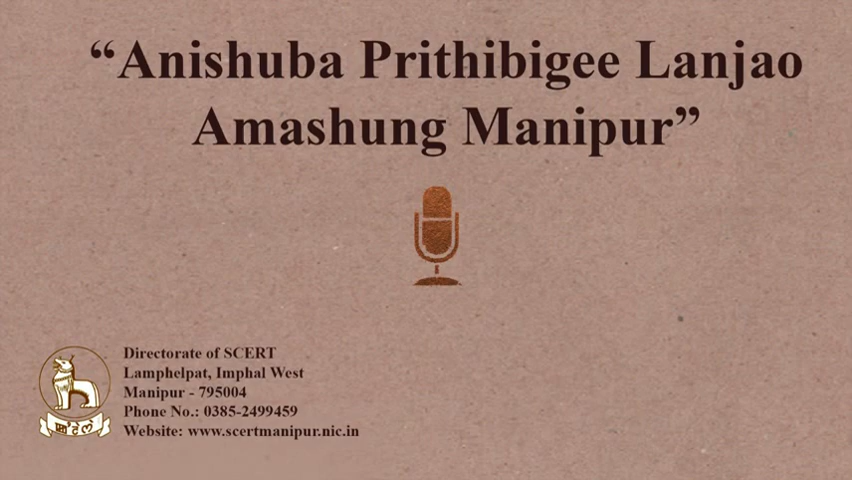 “Anishuba Prithibigee Lanjao
Amashung Manipur”
Directorate of SCERT
Lamphelpat, Imphal West
Manipur - 795004
Phone No.: 0385-2499459
Website: www.scertmanipur.nic.in